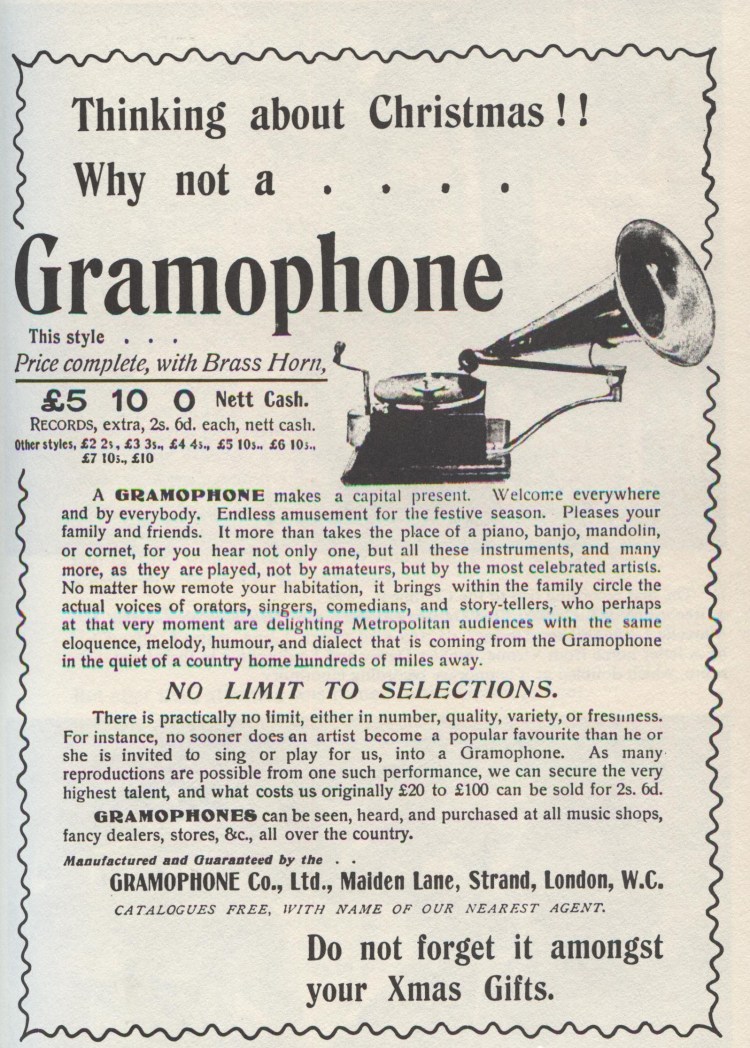 Thinking about Christmas!!
Why not a . . . .
Gramophone
This style . . .
Price complete, with Brass Horn,
£5 10 0 Nett Cash.
RECORDS, extra, 2s. 6d. each, nett cash.
Other styles, £2 2s, £3 3s., £4 4s., £5 10s., £6 10s.,
£7 10s., £10
A GRAMOPHONE makes a capital present. Welcome everywhere
and by everybody. Endless amusement for the festive season. Pleases your
family and friends. It more than takes the place of a piano, banjo, mandolin,
or cornet, for you hear not only one, but all these instruments, and many
more, as they are played, not by amateurs, but by the most celebrated artists.
No matter how remote your habitation, it brings within the family circle the
actual voices of orators, singers, comedians, and story-tellers, who perhaps
at that very moment are delighting Metropolitan audiences with the same
eloquence, melody, humour, and dialect that is coming from the Gramophone
in the quiet of a country home hundreds of miles away.
NO LIMIT TO SELECTIONS.
There is practically no limit, either in number, quality, variety, or freshness.
For instance, no sooner does an artist become a popular favourite than he or
she is invited to sing or play for us, into a Gramophone. As many
reproductions are possible from one such performance, we can secure the very
highest talent, and what costs us originally £20 to £100 can be sold for 2s. 6d.
GRAMOPHONES can be seen, heard, and purchased at all music shops,
fancy dealers, stores, &c., all over the country.
Manufactured and Guaranteed by the . .
GRAMOPHONE Co., Ltd., Maiden Lane, Strand, London, W.C.
CATALOGUES FREE, WITH NAME OF OUR NEAREST AGENT.
Do not forget it amongst
your Xmas Gifts.